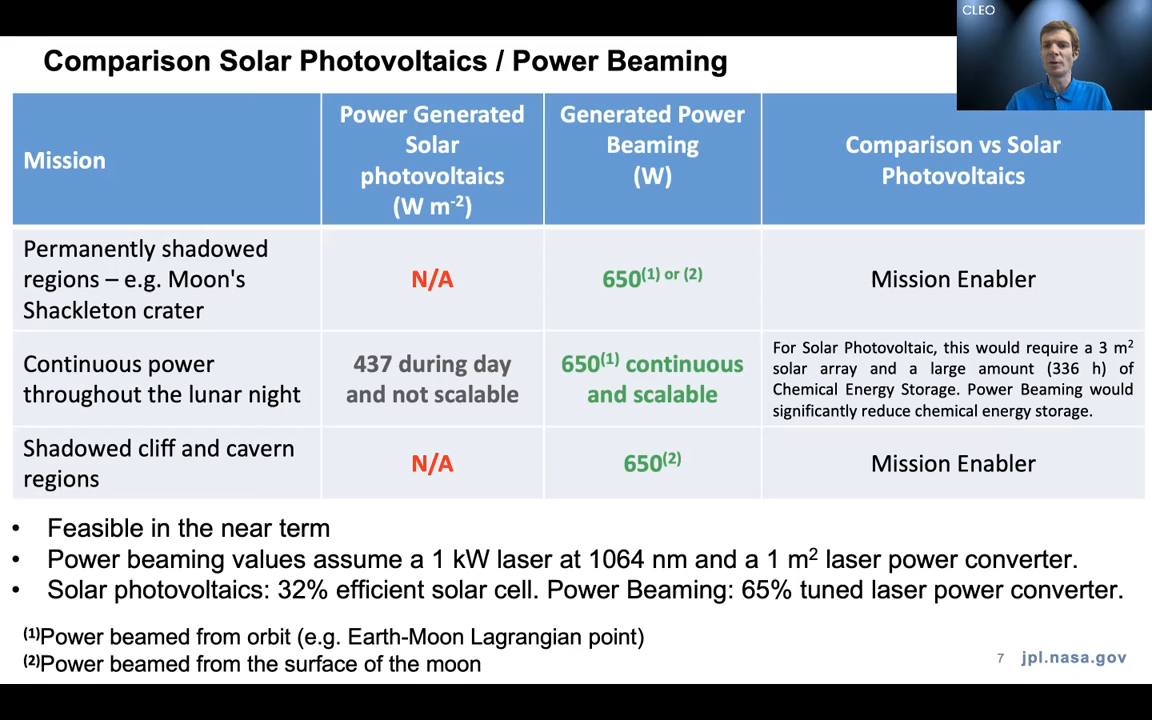 CLEO
Comparison Solar Photovoltaics / Power Beaming
Mission
Power Generated
Solar
photovoltaics
(W m⁻²)
Generated Power
Beaming
(W)
Comparison vs Solar
Photovoltaics
Permanently shadowed
regions – e.g. Moon's
Shackleton crater
N/A
650⁽¹⁾ ᵒʳ ⁽²⁾
Mission Enabler
Continuous power
throughout the lunar night
437 during day
and not scalable
650⁽¹⁾ continuous
and scalable
For Solar Photovoltaic, this would require a 3 m²
solar array and a large amount (336 h) of
Chemical Energy Storage. Power Beaming would
significantly reduce chemical energy storage.
Shadowed cliff and cavern
regions
N/A
650⁽²⁾
Mission Enabler
• Feasible in the near term
• Power beaming values assume a 1 kW laser at 1064 nm and a 1 m² laser power converter.
• Solar photovoltaics: 32% efficient solar cell. Power Beaming: 65% tuned laser power converter.
⁽¹⁾Power beamed from orbit (e.g. Earth-Moon Lagrangian point)
⁽²⁾Power beamed from the surface of the moon
7 jpl.nasa.gov